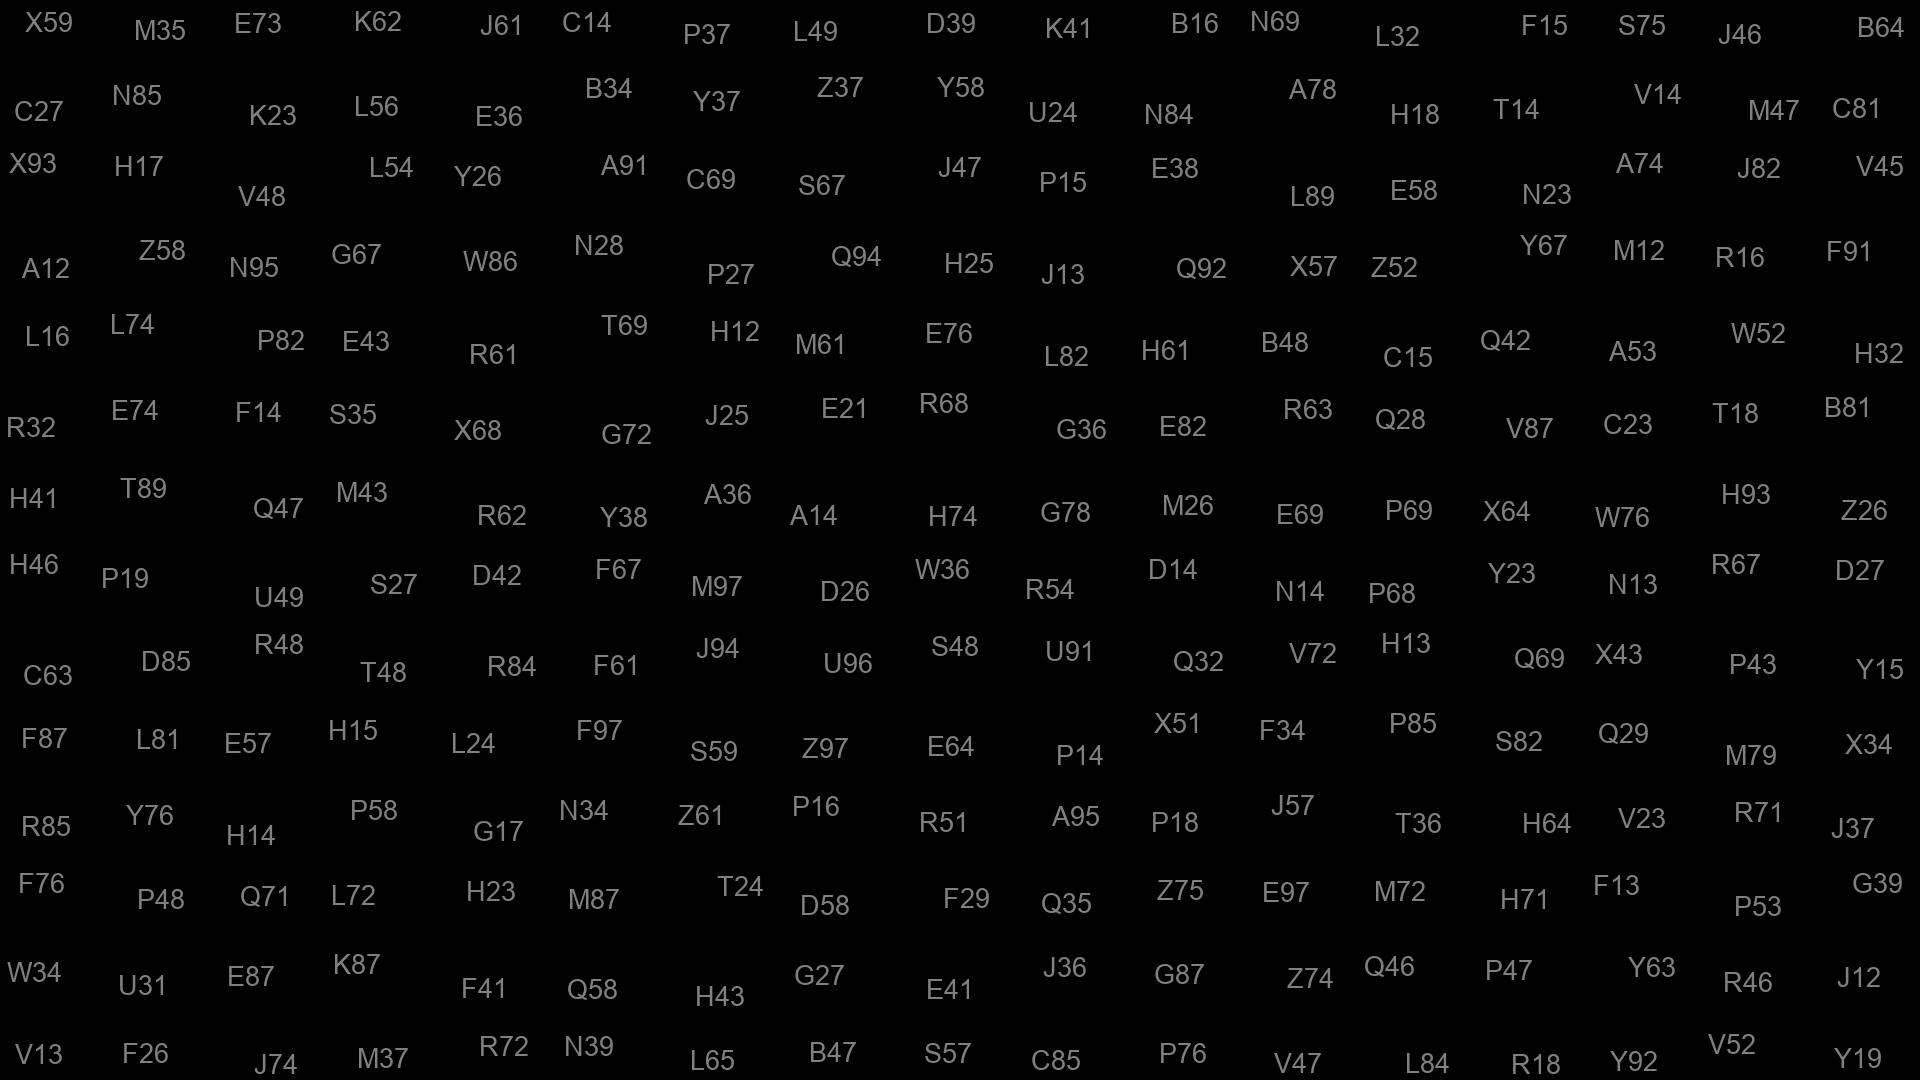 X59 M35 E73 K62 J61 C14 P37 L49 D39 K41 B16 N69 L32 F15 S75 J46 B64
C27 N85 K23 L56 E36 B34 Y37 Z37 Y58 U24 N84 A78 H18 T14 V14 M47 C81
X93 H17 V48 L54 Y26 A91 C69 S67 J47 P15 E38 L89 E58 N23 A74 J82 V45
A12 Z58 N95 G67 W86 N28 P27 Q94 H25 J13 Q92 X57 Z52 Y67 M12 R16 F91
L16 L74 P82 E43 R61 T69 H12 M61 E76 L82 H61 B48 C15 Q42 A53 W52 H32
R32 E74 F14 S35 X68 G72 J25 E21 R68 G36 E82 R63 Q28 V87 C23 T18 B81
H41 T89 Q47 M43 R62 Y38 A36 A14 H74 G78 M26 E69 P69 X64 W76 H93 Z26
H46 P19 U49 S27 D42 F67 M97 D26 W36 R54 D14 N14 P68 Y23 N13 R67 D27
C63 D85 R48 T48 R84 F61 J94 U96 S48 U91 Q32 V72 H13 Q69 X43 P43 Y15
F87 L81 E57 H15 L24 F97 S59 Z97 E64 P14 X51 F34 P85 S82 Q29 M79 X34
R85 Y76 H14 P58 G17 N34 Z61 P16 R51 A95 P18 J57 T36 H64 V23 R71 J37
F76 P48 Q71 L72 H23 M87 T24 D58 F29 Q35 Z75 E97 M72 H71 F13 P53 G39
W34 U31 E87 K87 F41 Q58 H43 G27 E41 J36 G87 Z74 Q46 P47 Y63 R46 J12
V13 F26 J74 M37 R72 N39 L65 B47 S57 C85 P76 V47 L84 R18 Y92 V52 Y19